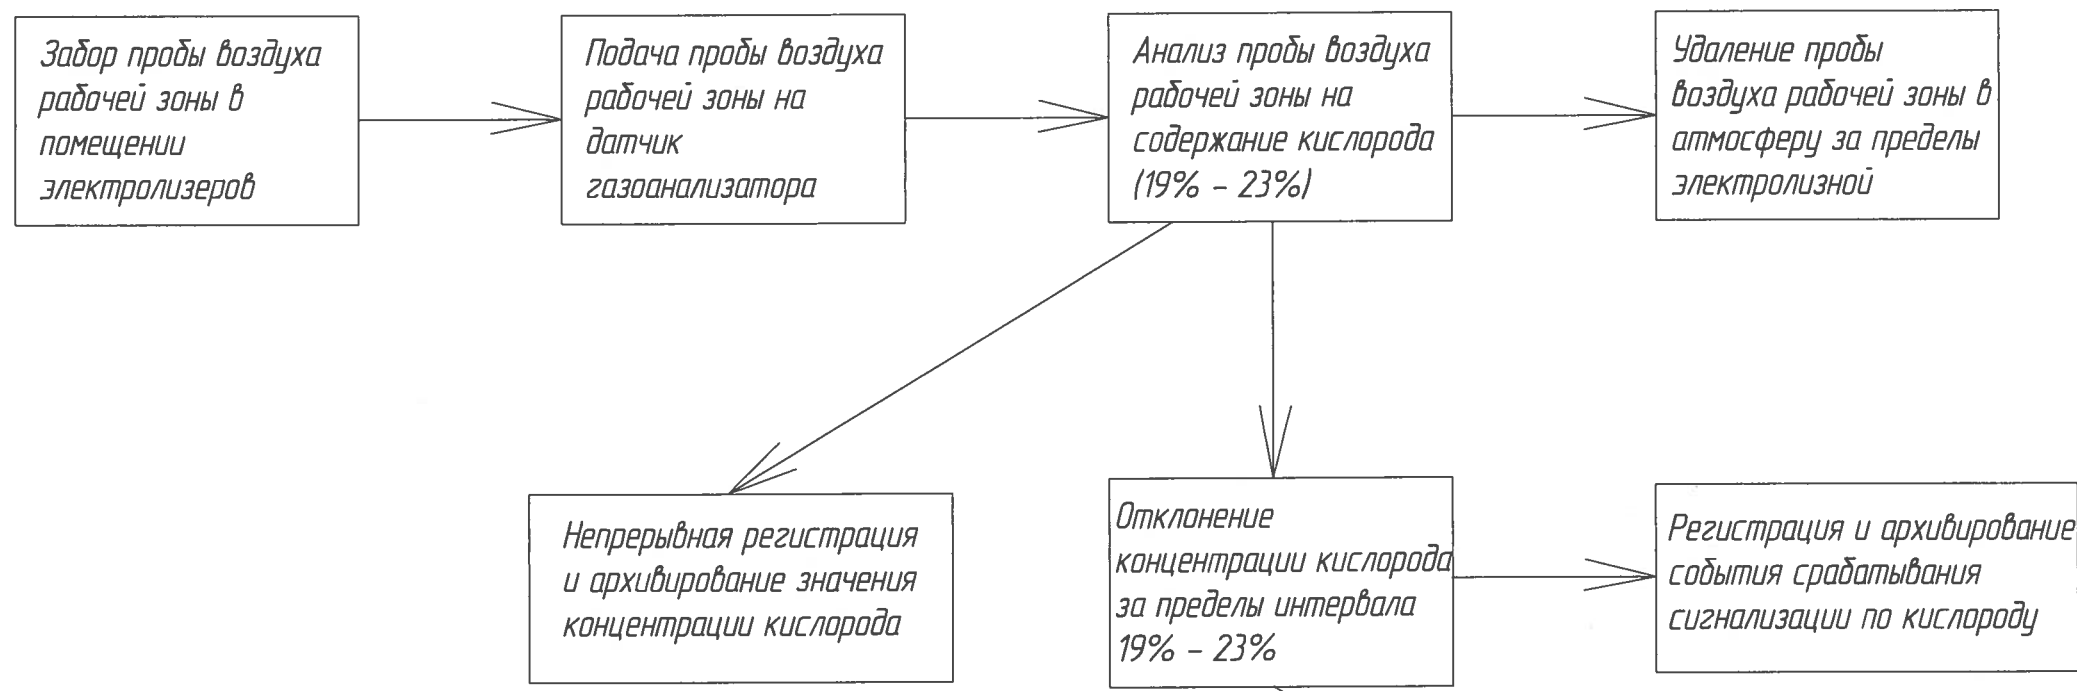 Забор пробы воздуха
рабочей зоны в
помещении
электролизеров
Подача пробы воздуха
рабочей зоны на
датчик
газоанализатора
Анализ пробы воздуха
рабочей зоны на
содержание кислорода
(19% - 23%)
Удаление пробы
воздуха рабочей зоны в
атмосферу за пределы
электролизной
Непрерывная регистрация
и архивирование значения
концентрации кислорода
Отклонение
концентрации кислорода
за пределы интервала
19% - 23%
Регистрация и архивирование
события срабатывания
сигнализации по кислороду